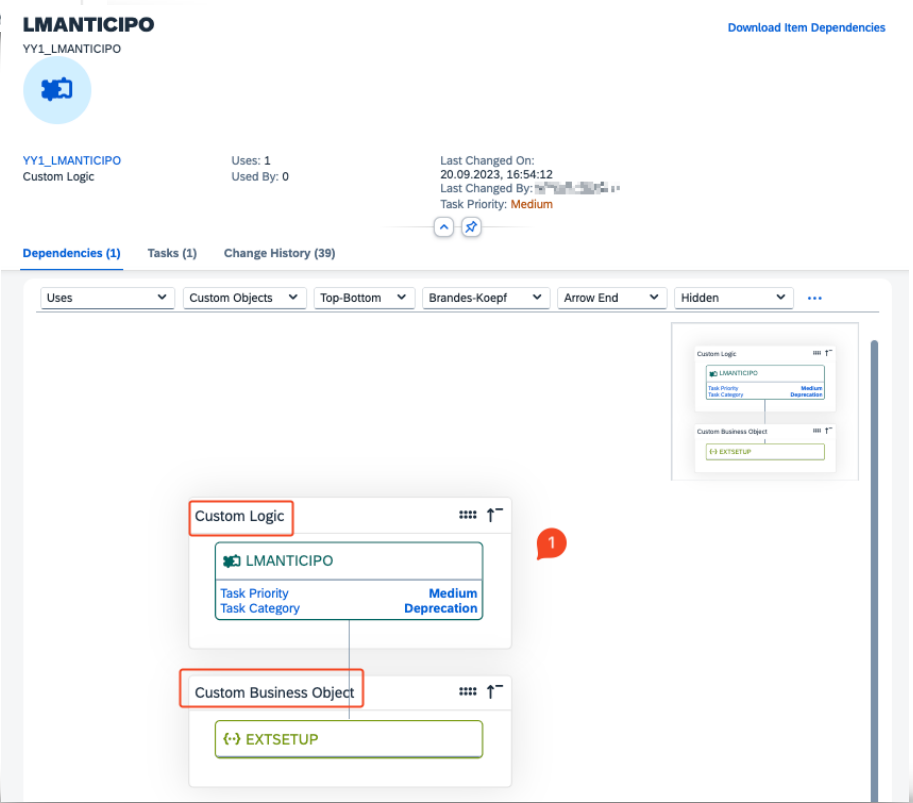 LMANTICIPO
Download Item Dependencies
YY1_LMANTICIPO
YY1_LMANTICIPO
Custom Logic
Uses: 1
Used By: 0
Last Changed On:
20.09.2023, 16:54:12
Last Changed By:
Task Priority: Medium
Dependencies (1)
Tasks (1)
Change History (39)
Uses
Custom Objects
Top-Bottom
Brandes-Koepf
Arrow End
Hidden
Custom Logic
LMANTICIPO
Task Priority Medium
Task Category Deprecation
Custom Business Object
EXTSETUP
Custom Logic
1
LMANTICIPO
Task Priority Medium
Task Category Deprecation
Custom Business Object
EXTSETUP